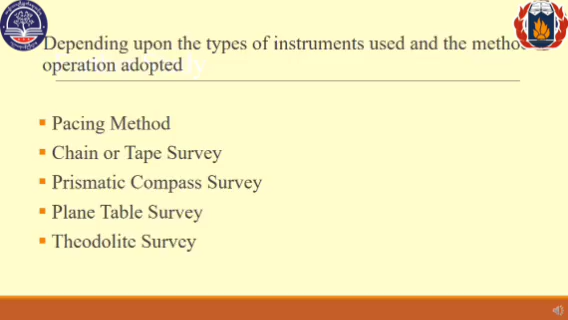 Depending upon the types of instruments used and the method
operation adopted
Pacing Method
Chain or Tape Survey
Prismatic Compass Survey
Plane Table Survey
Theodolite Survey